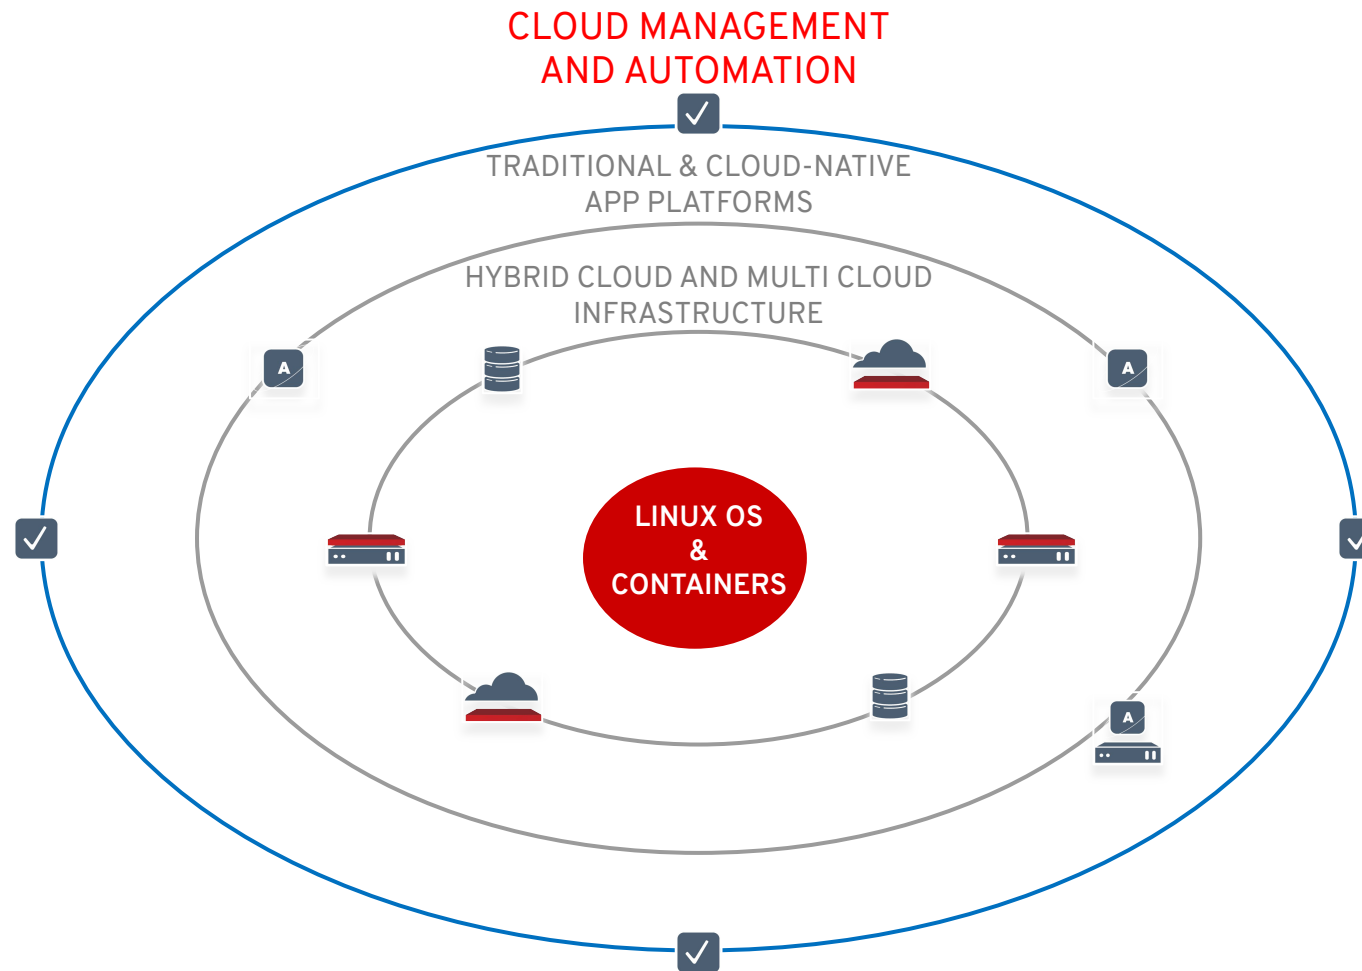 CLOUD MANAGEMENT
AND AUTOMATION
TRADITIONAL & CLOUD-NATIVE
APP PLATFORMS
HYBRID CLOUD AND MULTI CLOUD
INFRASTRUCTURE
A
A
LINUX OS
&
CONTAINERS
A